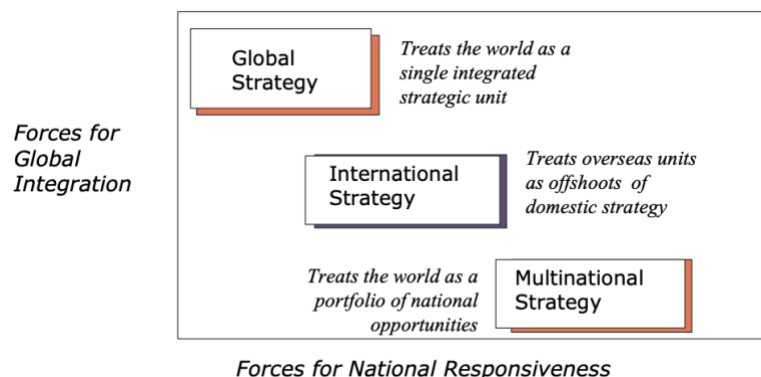 Global
Strategy
Treats the world as a
single integrated
strategic unit
Forces for
Global
Integration
International
Strategy
Treats overseas units
as offshoots of
domestic strategy
Treats the world as a
portfolio of national
opportunities
Multinational
Strategy
Forces for National Responsiveness